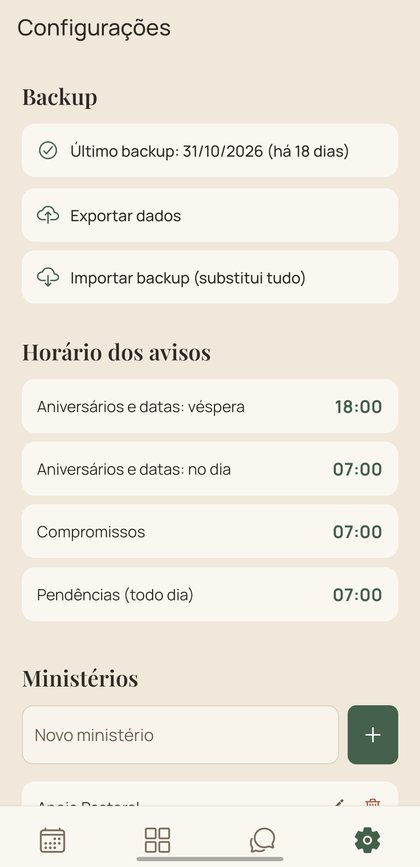 Configurações
Backup
Último backup: 31/10/2026 (há 18 dias)
Exportar dados
Importar backup (substitui tudo)
Horário dos avisos
Aniversários e datas: véspera
18:00
Aniversários e datas: no dia
07:00
Compromissos
07:00
Pendências (todo dia)
07:00
Ministérios
Novo ministério
Apoio Pastoral